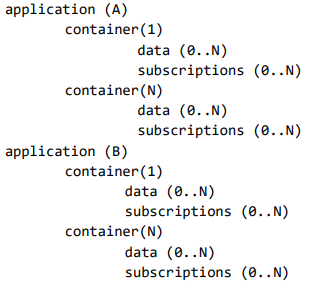 application (A)
container(1)
data (0..N)
subscriptions (0..N)
container(N)
data (0..N)
subscriptions (0..N)
application (B)
container(1)
data (0..N)
subscriptions (0..N)
container(N)
data (0..N)
subscriptions (0..N)